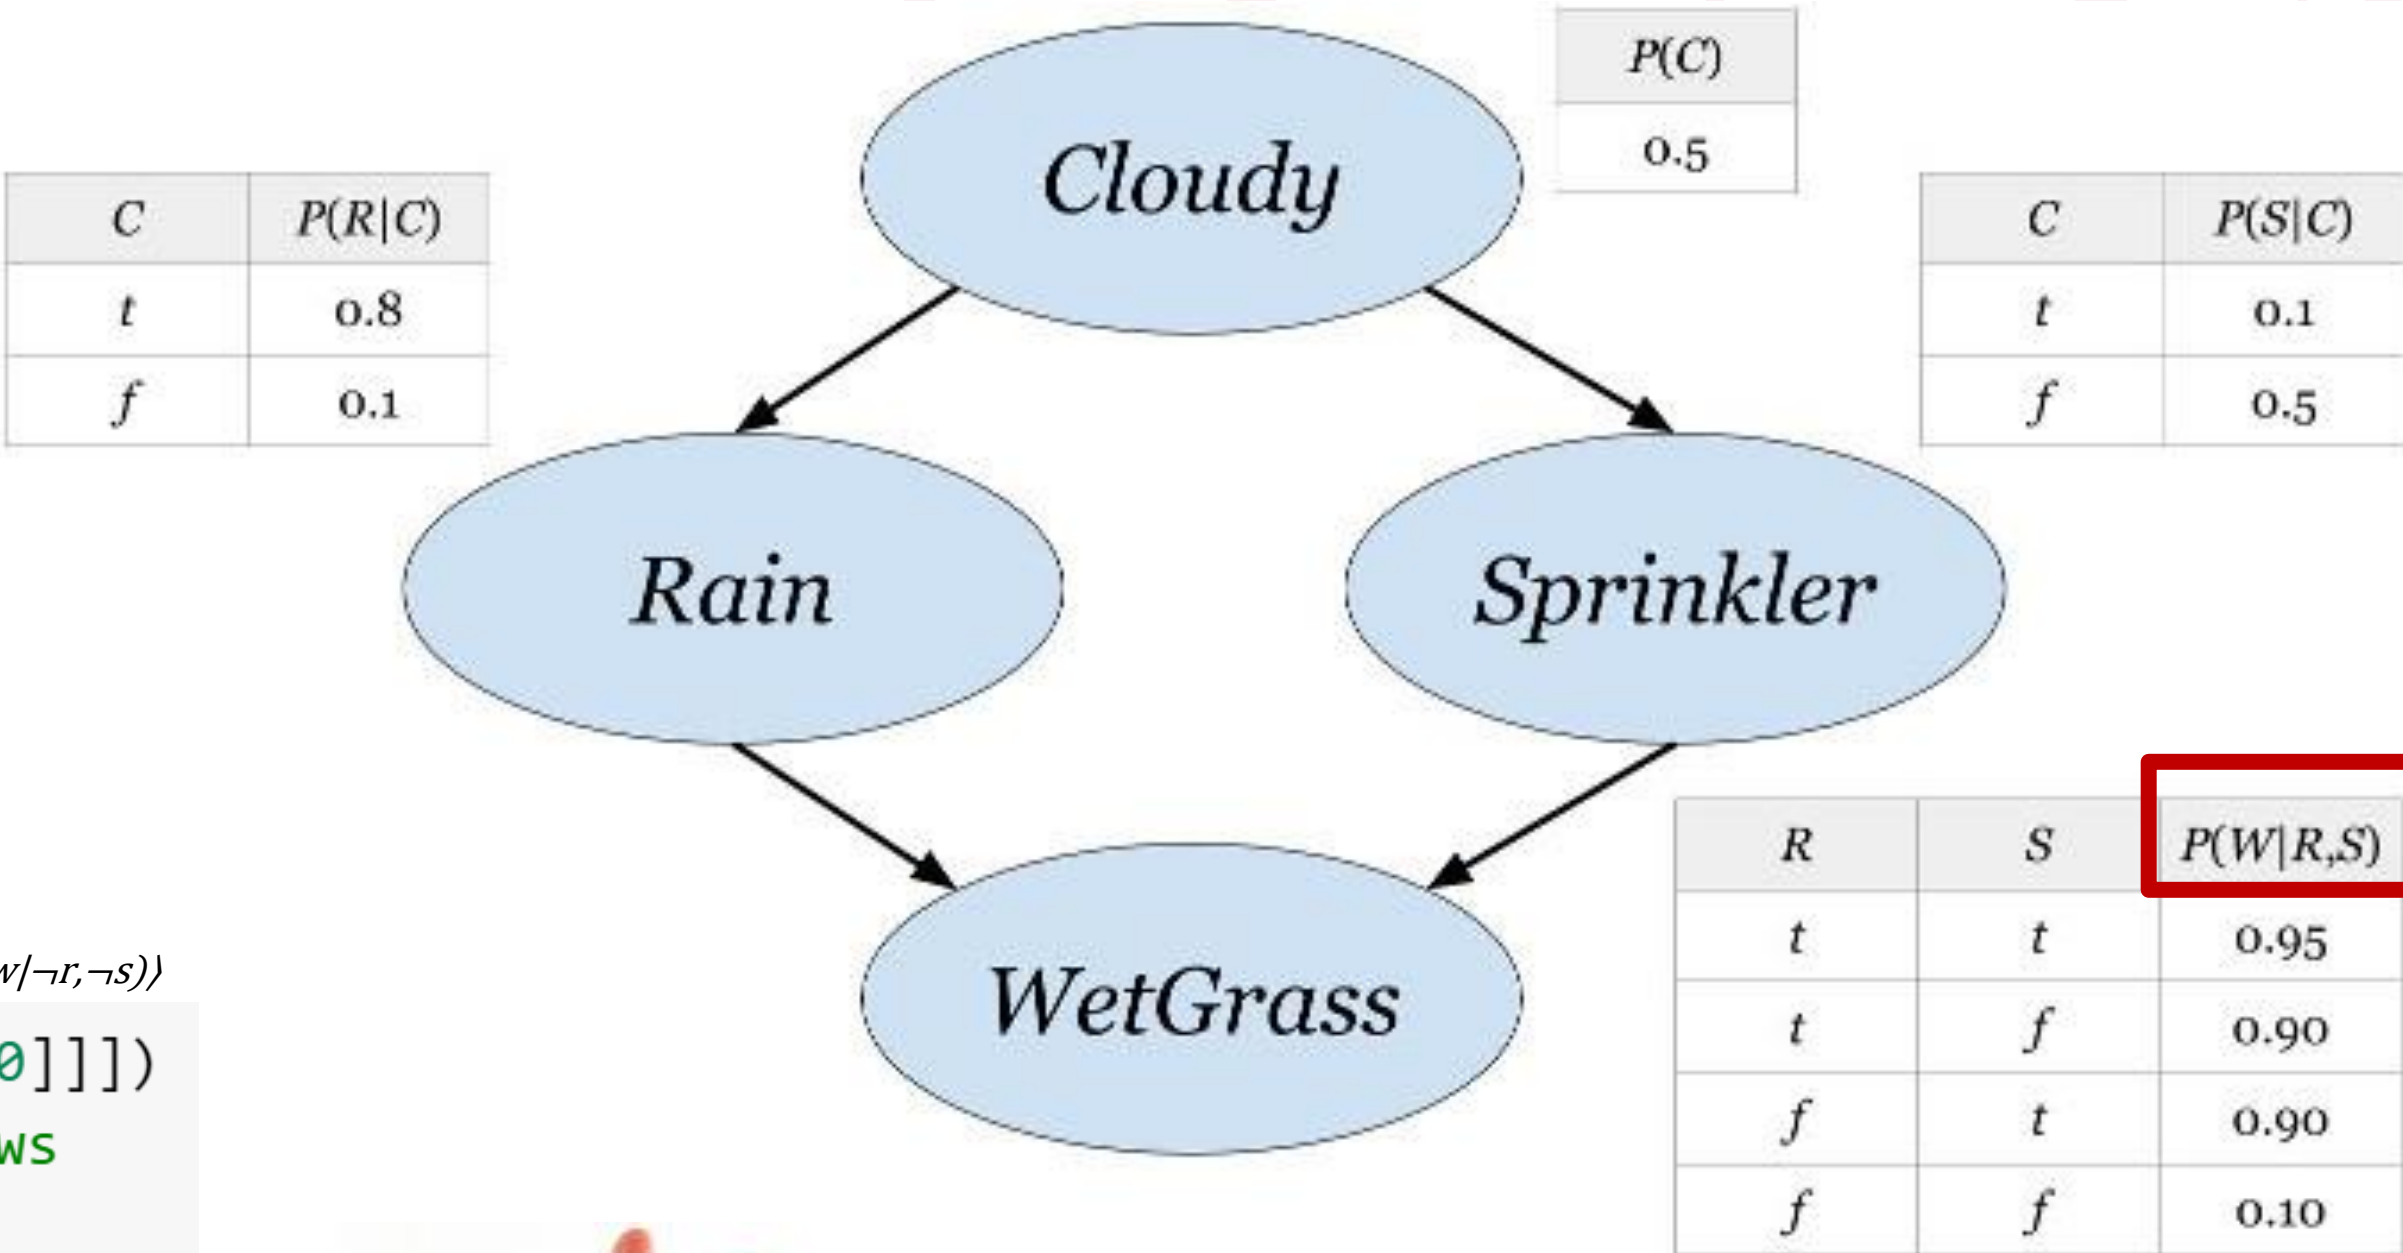 P(C)
0.5
Cloudy
C P(R|C)
t 0.8
f 0.1
C P(S|C)
t 0.1
f 0.5
Rain
Sprinkler
R S P(W|R,S)
t t 0.95
t f 0.90
f t 0.90
f f 0.10
WetGrass
|¬r,¬s)⟩
0]]])
ws